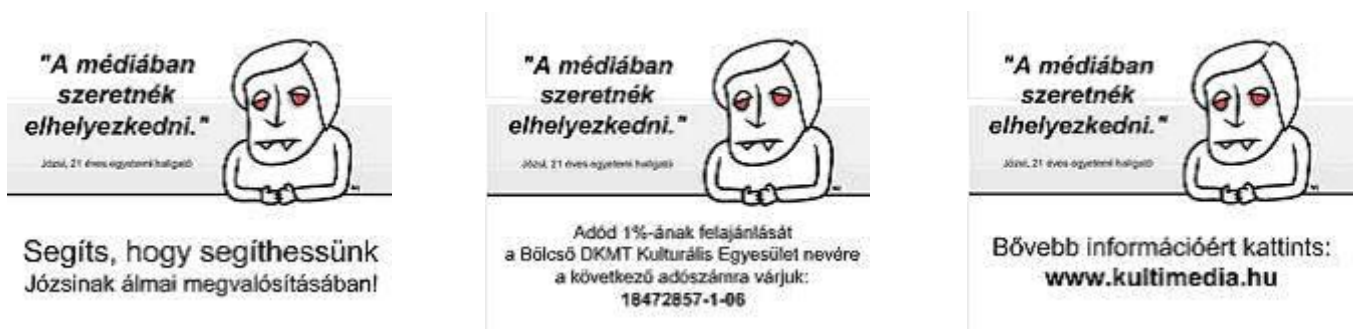 "A médiában
szeretnék
elhelyezkedni."
Józsi, 21 éves egyetemi hallgató
Segíts, hogy segíthessünk
Józsinak álmai megvalósításában!
"A médiában
szeretnék
elhelyezkedni."
Józsi, 21 éves egyetemi hallgató
Adód 1%-ának felajánlását
a Bölcső DKMT Kulturális Egyesület nevére
a következő adószámra várjuk:
18472857-1-06
"A médiában
szeretnék
elhelyezkedni."
Józsi, 21 éves egyetemi hallgató
Bővebb információért kattints:
www.kultimedia.hu